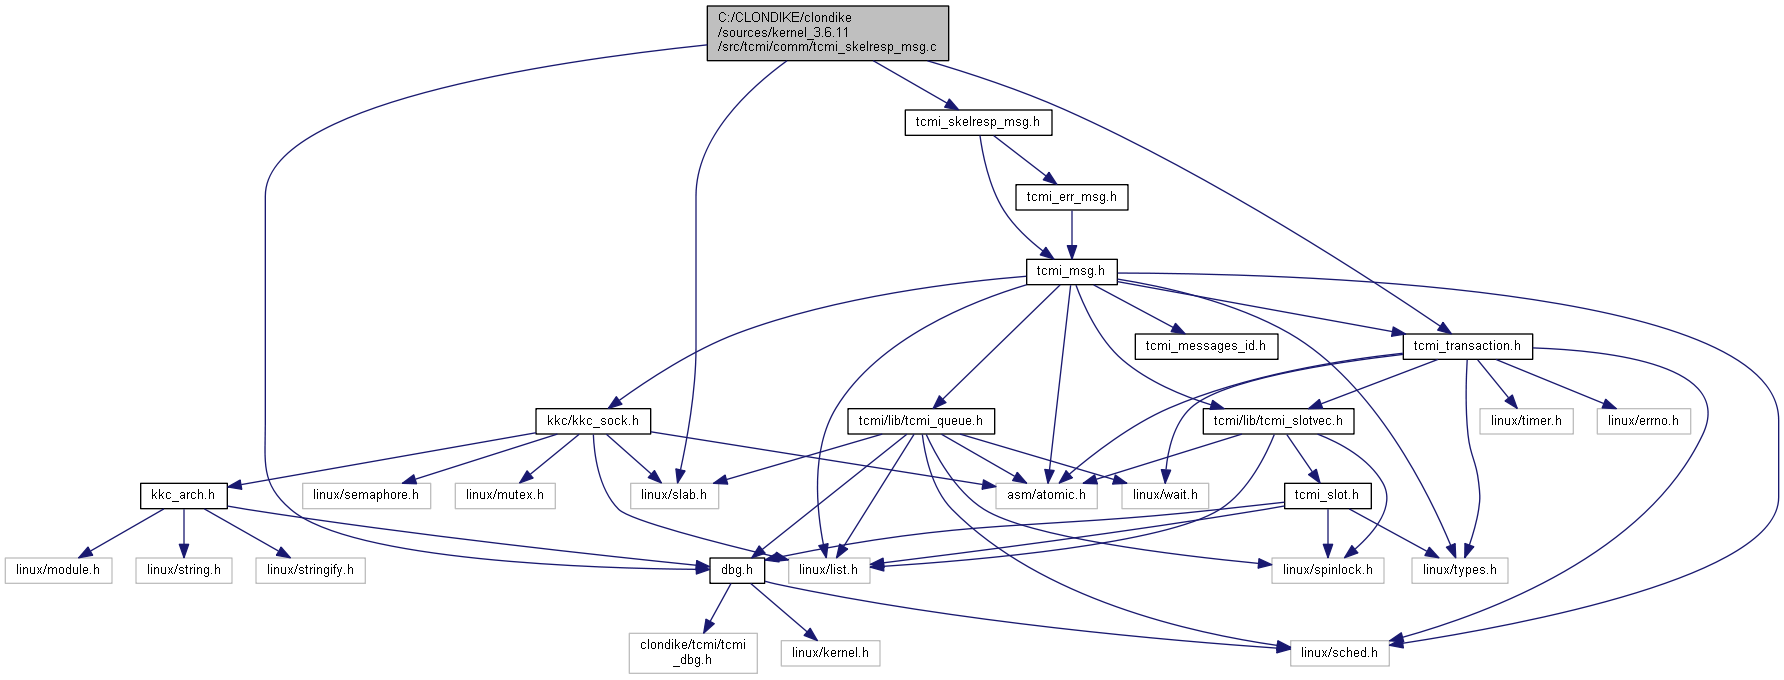 C:/CLONDIKE/clondike
/sources/kernel_3.6.11
/src/tcmi/comm/tcmi_skelresp_msg.c
tcmi_skelresp_msg.h
tcmi_err_msg.h
tcmi_msg.h
tcmi_messages_id.h
tcmi_transaction.h
kkc/kkc_sock.h
tcmi/lib/tcmi_queue.h
tcmi/lib/tcmi_slotvec.h
linux/timer.h
linux/errno.h
kkc_arch.h
linux/semaphore.h
linux/mutex.h
linux/slab.h
asm/atomic.h
linux/wait.h
tcmi_slot.h
linux/module.h
linux/string.h
linux/stringify.h
dbg.h
linux/list.h
linux/spinlock.h
linux/types.h
clondike/tcmi/tcmi
_dbg.h
linux/kernel.h
linux/sched.h